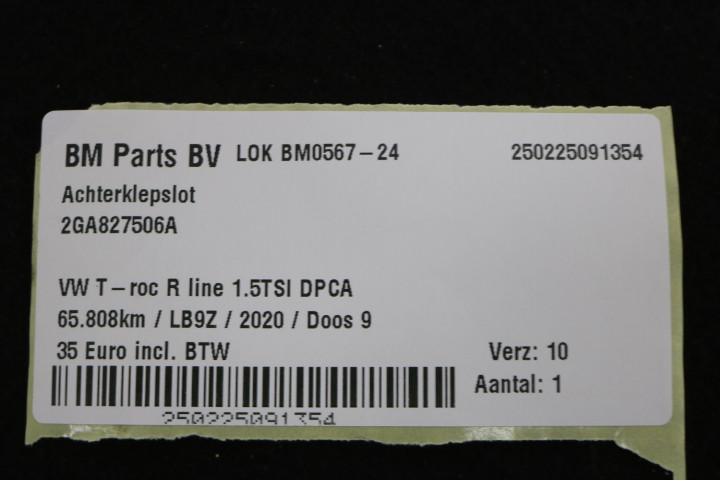 BM Parts BV LOK BM0567-24 250225091354
Achterklepslot
2GA827506A
VW T-roc R line 1.5TSI DPCA
65.808km / LB9Z / 2020 / Doos 9
35 Euro incl. BTW Verz: 10
Aantal: 1
250225091354